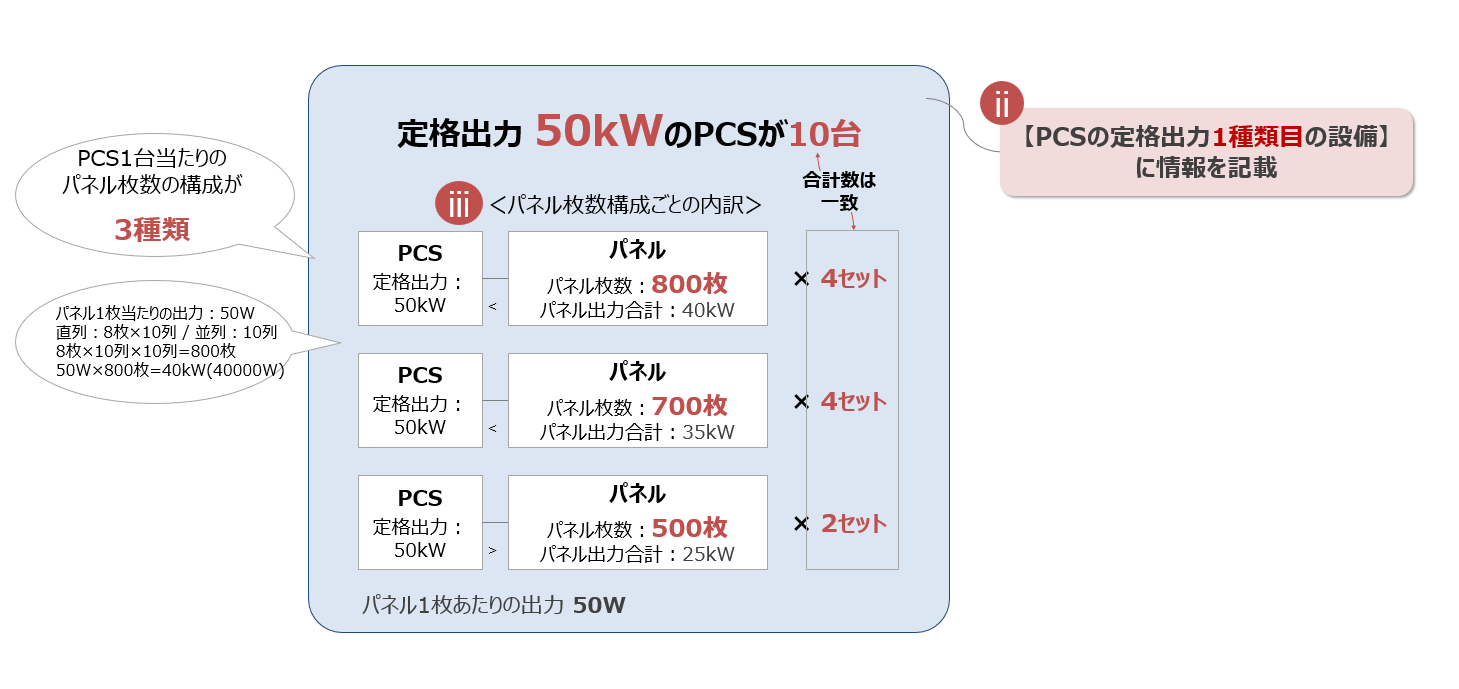 定格出力 50kWのPCSが10台
ii
【PCSの定格出力1種類目の設備】
に情報を記載
PCS1台当たりの
パネル枚数の構成が
3種類
合計数は
一致
iii
＜パネル枚数構成ごとの内訳＞
PCS
定格出力：
50kW
<
パネル
パネル枚数：800枚
パネル出力合計：40kW
× 4セット
パネル1枚当たりの出力：50W
直列：8枚×10列 / 並列：10列
8枚×10列×10列=800枚
50W×800枚=40kW(40000W)
PCS
定格出力：
50kW
<
パネル
パネル枚数：700枚
パネル出力合計：35kW
× 4セット
PCS
定格出力：
50kW
>
パネル
パネル枚数：500枚
パネル出力合計：25kW
× 2セット
パネル1枚あたりの出力 50W